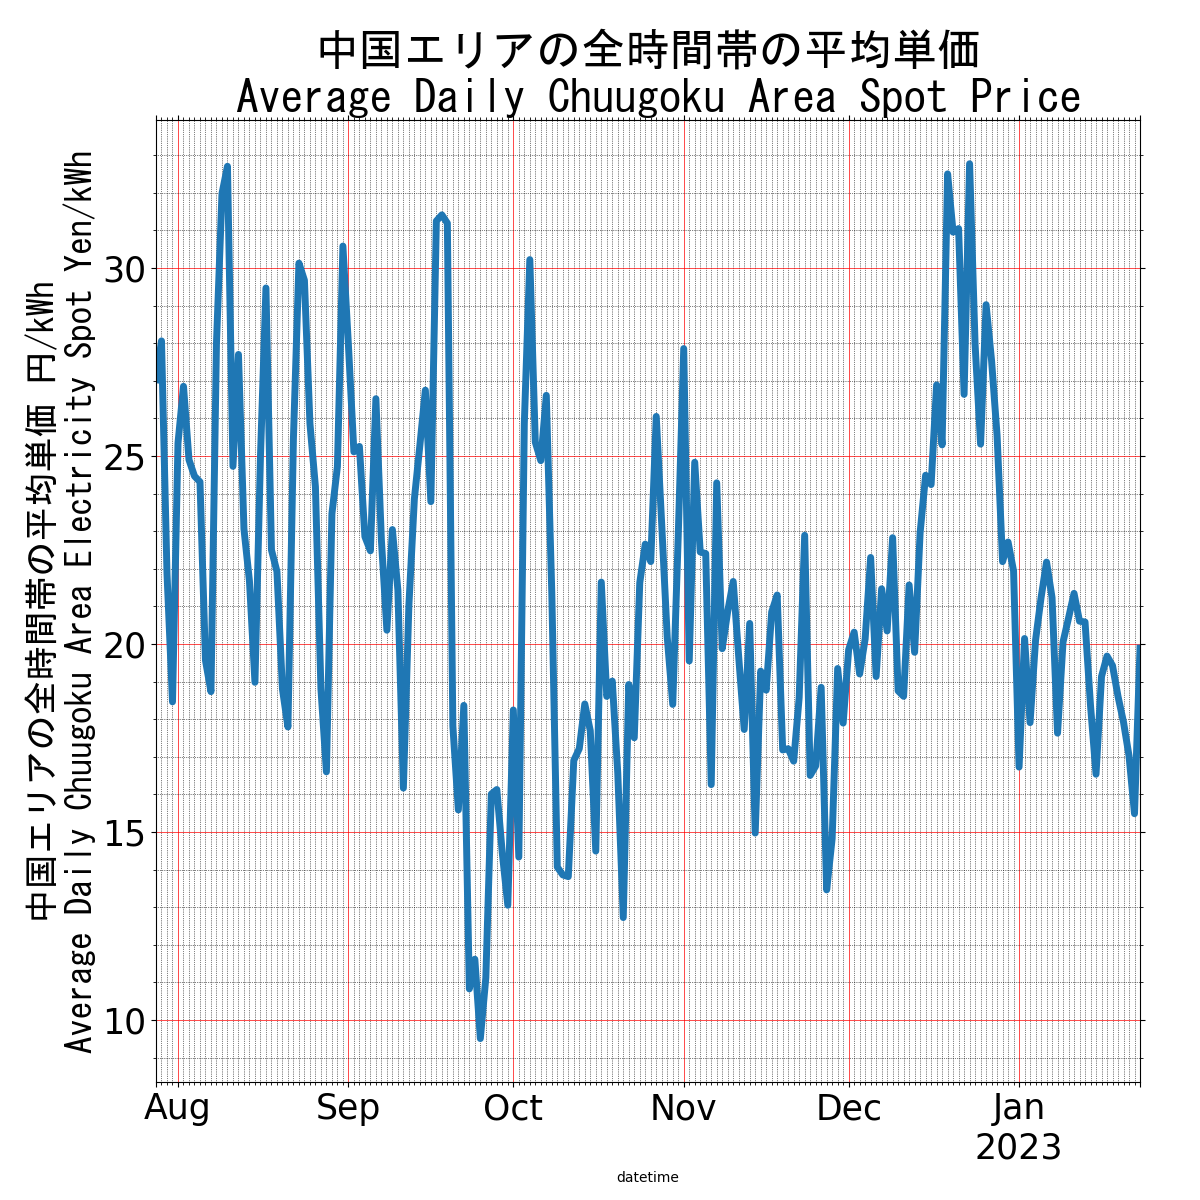 中国エリアの全時間帯の平均単価
Average Daily Chuugoku Area Spot Price
中国エリアの全時間帯の平均単価 円/kWh
Average Daily Chuugoku Area Electricity Spot Yen/kWh
30
25
20
15
10
Aug Sep Oct Nov Dec Jan
2023
datetime